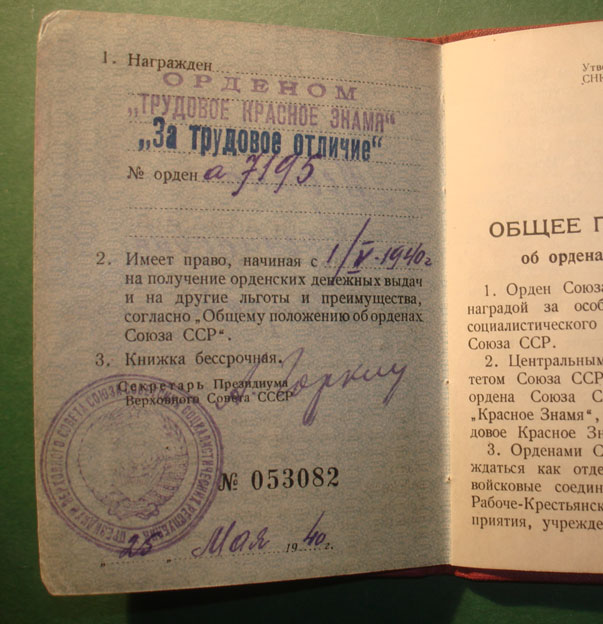 1. Награжден
ОРДЕНОМ
„ТРУДОВОЕ КРАСНОЕ ЗНАМЯ“
„За трудовое отличие“
№ орден а 7195
2. Имеет право, начиная с 1/V-1940г
на получение орденских денежных выдач
и на другие льготы и преимущества,
согласно „Общему положению об орденах
Союза ССР“.
3. Книжка бессрочная.
Секретарь Президиума
Верховного Совета СССР
А Горкин
№ 053082
„25„ Мая 1940 г.
Утве
СНК
ОБЩЕЕ П
об ордена
1. Орден Союза
наградой за особ
социалистического
Союза ССР.
2. Центральным
тетом Союза ССР
ордена Союза С
„Красное Знамя“,
довое Красное Зн
3. Орденами С
ждаться как отде
войсковые соедин
Рабоче-Крестьянск
приятия, учрежде